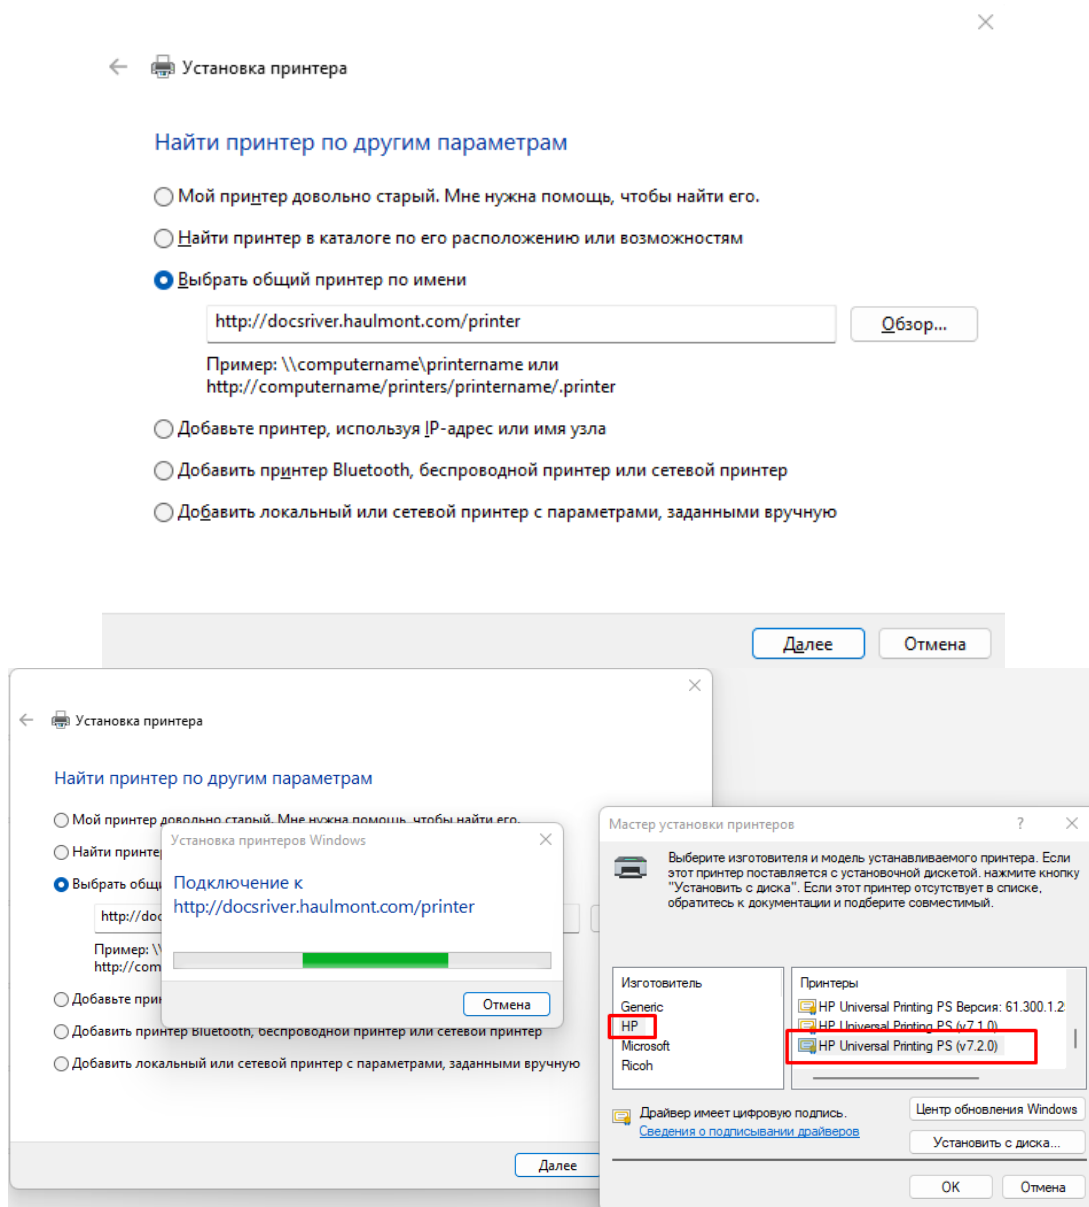 Установка принтера
Найти принтер по другим параметрам
Мой принтер довольно старый. Мне нужна помощь, чтобы найти его.
Найти принтер в каталоге по его расположению или возможностям
Выбрать общий принтер по имени
http://docsriver.haulmont.com/printer
Обзор...
Пример: \\computername\printername или
http://computername/printers/printername/.printer
Добавьте принтер, используя IP-адрес или имя узла
Добавить принтер Bluetooth, беспроводной принтер или сетевой принтер
Добавить локальный или сетевой принтер с параметрами, заданными вручную
Далее
Отмена
Установка принтера
Найти принтер по другим параметрам
Мой принтер довольно старый. Мне нужна помощь, чтобы найти его.
Найти принте
Выбрать общи
http://doc
Пример: \\
http://com
Добавьте прин
Добавить принтер Bluetooth, беспроводной принтер или сетевой принтер
Добавить локальный или сетевой принтер с параметрами, заданными вручную
Далее
Установка принтеров Windows
Подключение к
http://docsriver.haulmont.com/printer
Отмена
Мастер установки принтеров
?
Выберите изготовителя и модель устанавливаемого принтера. Если
этот принтер поставляется с установочной дискетой. нажмите кнопку
"Установить с диска". Если этот принтер отсутствует в списке,
обратитесь к документации и подберите совместимый.
Изготовитель
Generic
HP
Microsoft
Ricoh
Принтеры
HP Universal Printing PS Версия: 61.300.1.2
HP Universal Printing PS (v7.1.0)
HP Universal Printing PS (v7.2.0)
Драйвер имеет цифровую подпись.
Сведения о подписывании драйверов
Центр обновления Windows
Установить с диска...
OK
Отмена